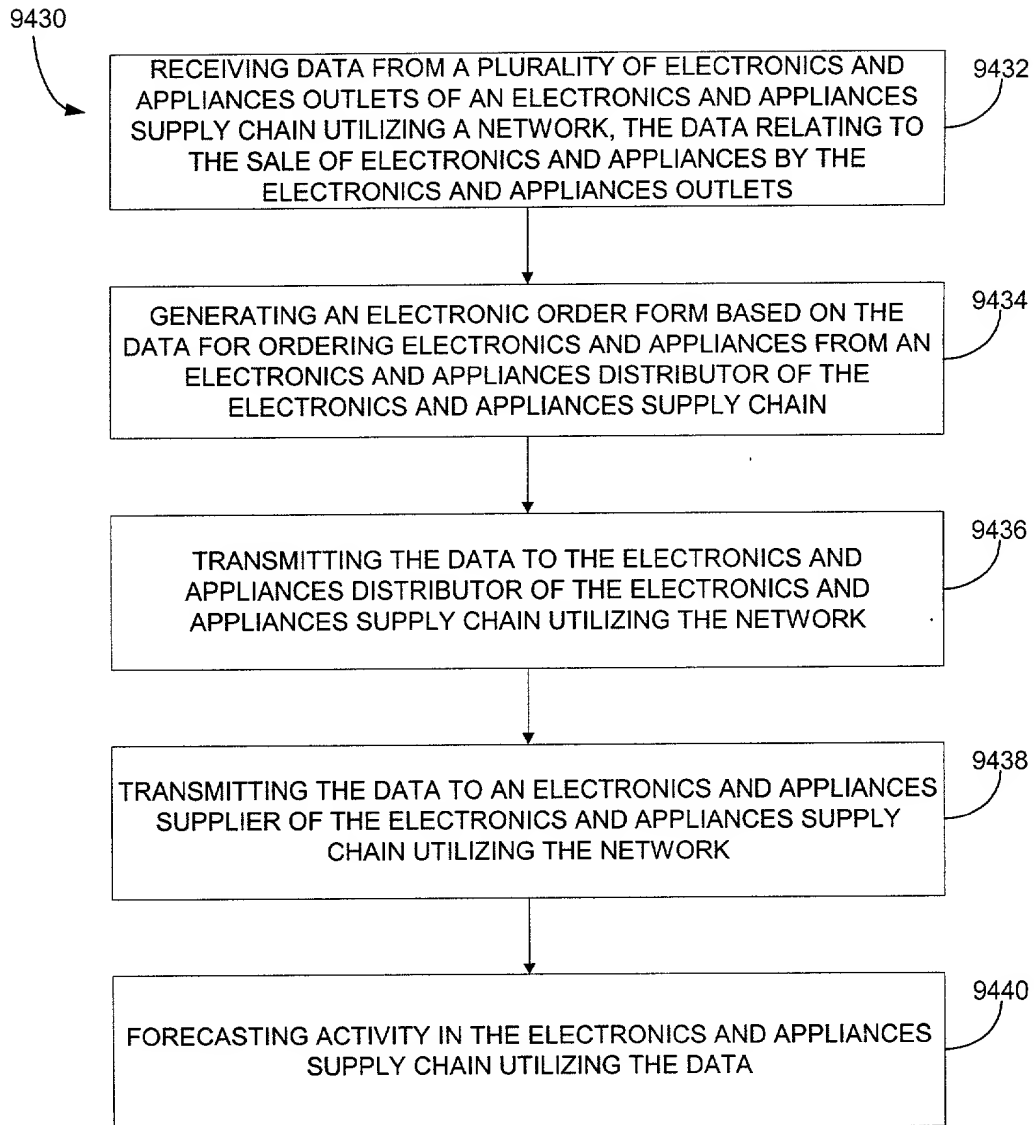 9430
RECEIVING DATA FROM A PLURALITY OF ELECTRONICS AND
APPLIANCES OUTLETS OF AN ELECTRONICS AND APPLIANCES
SUPPLY CHAIN UTILIZING A NETWORK, THE DATA RELATING TO
THE SALE OF ELECTRONICS AND APPLIANCES BY THE
ELECTRONICS AND APPLIANCES OUTLETS
9432
GENERATING AN ELECTRONIC ORDER FORM BASED ON THE
DATA FOR ORDERING ELECTRONICS AND APPLIANCES FROM AN
ELECTRONICS AND APPLIANCES DISTRIBUTOR OF THE
ELECTRONICS AND APPLIANCES SUPPLY CHAIN
9434
TRANSMITTING THE DATA TO THE ELECTRONICS AND
APPLIANCES DISTRIBUTOR OF THE ELECTRONICS AND
APPLIANCES SUPPLY CHAIN UTILIZING THE NETWORK
9436
TRANSMITTING THE DATA TO AN ELECTRONICS AND APPLIANCES
SUPPLIER OF THE ELECTRONICS AND APPLIANCES SUPPLY
CHAIN UTILIZING THE NETWORK
9438
FORECASTING ACTIVITY IN THE ELECTRONICS AND APPLIANCES
SUPPLY CHAIN UTILIZING THE DATA
9440